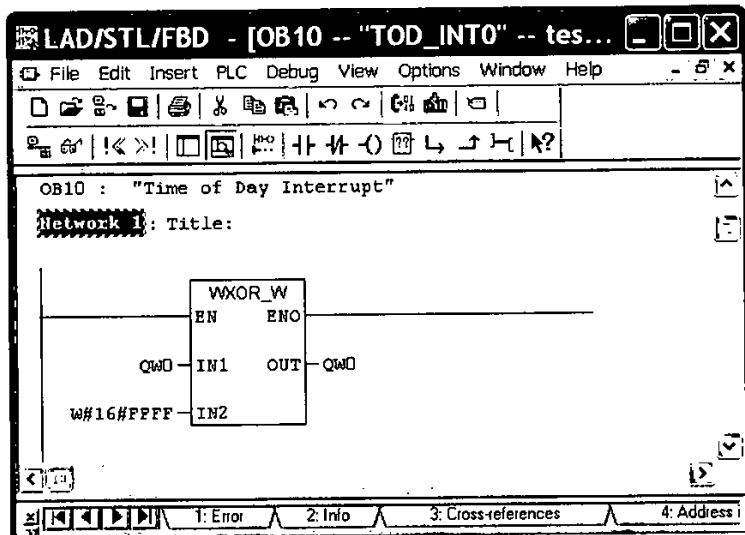 LAD/STL/FBD - [OB10 -- "TOD_INT0" -- tes...
File Edit Insert PLC Debug View Options Window Help
OB10 : "Time of Day Interrupt"
Network 1: Title:
WXOR_W
EN ENO
QW0 IN1 OUT QW0
W#16#FFFF IN2
1: Error 2: Info 3: Cross-references 4: Address i